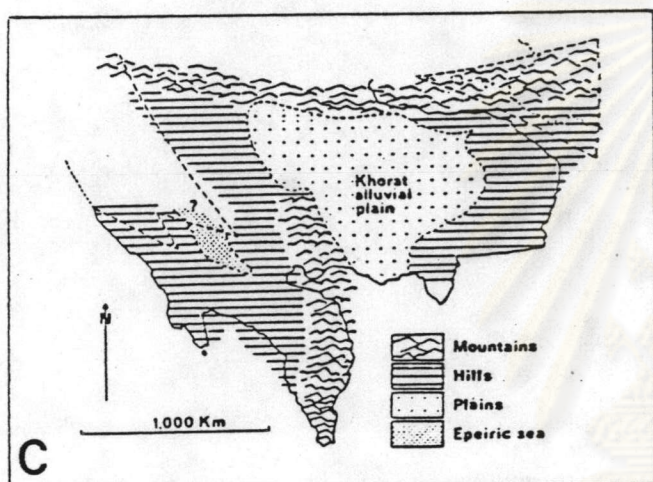 ?
Khorat
alluvial
plain
N
Mountains
Hills
Plains
Epeiric sea
1.000 Km
C